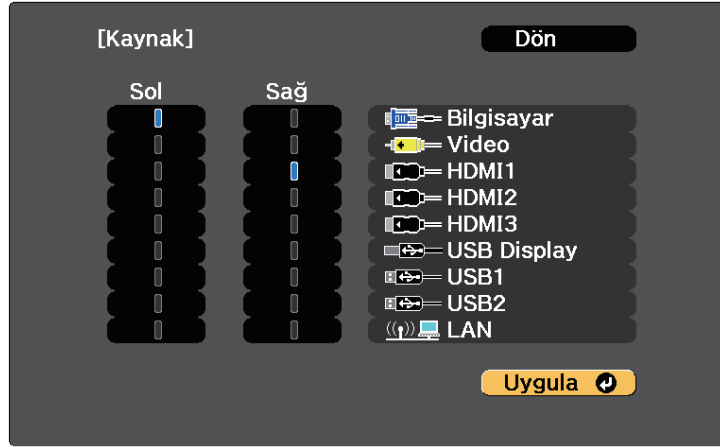 [Kaynak]
Dön
Sol Sağ
Bilgisayar
Video
HDMI1
HDMI2
HDMI3
USB Display
USB1
USB2
LAN
Uygula